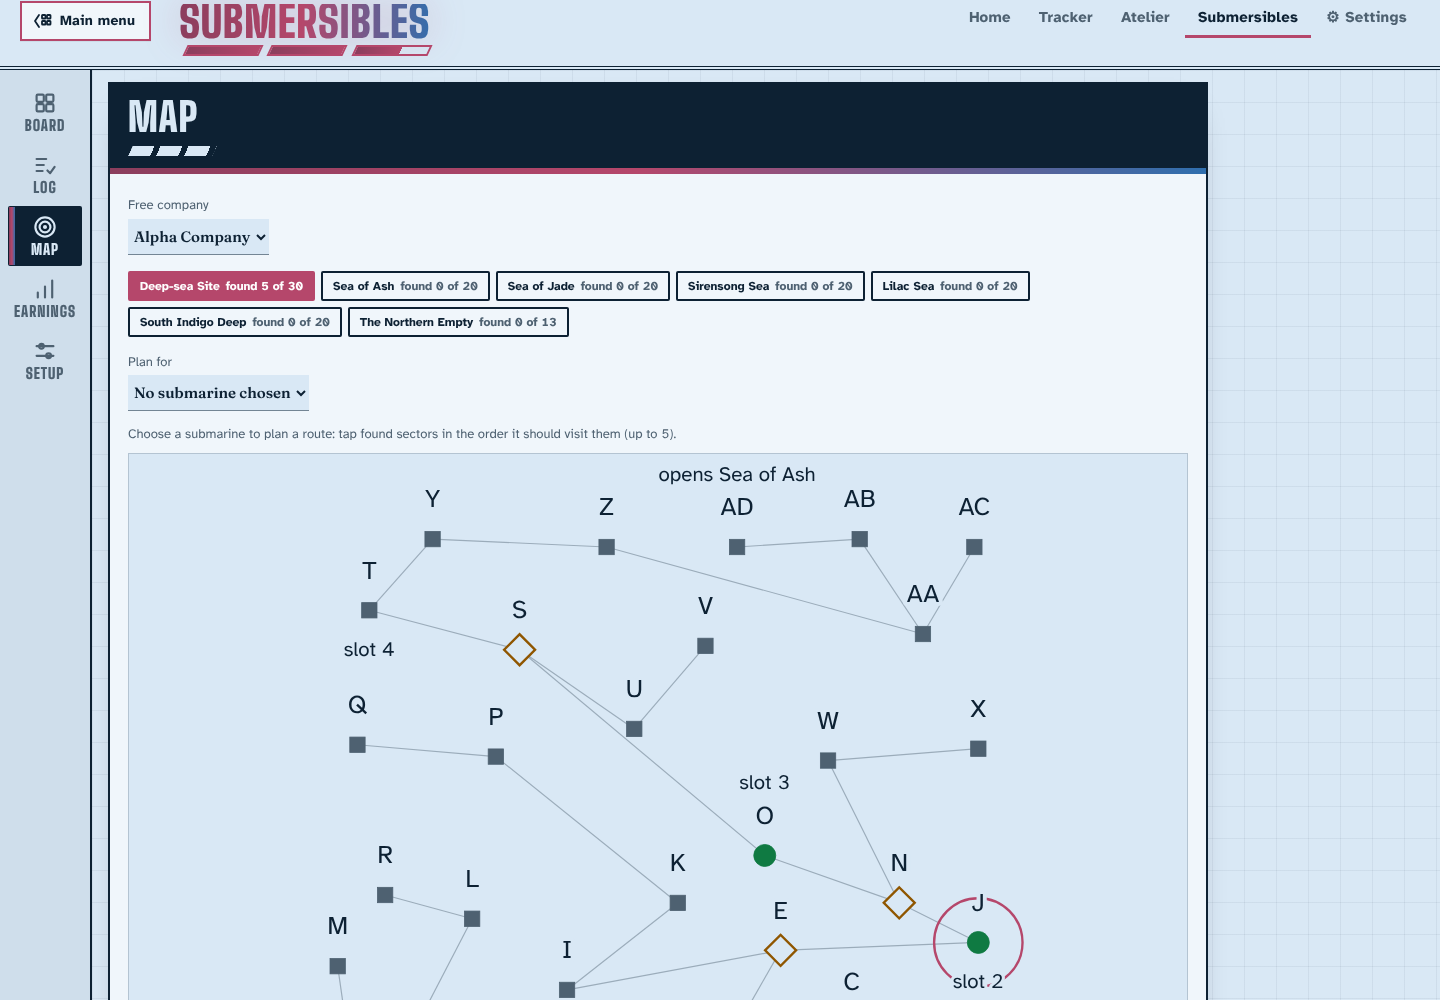 Main menu
SUBMERSIBLES
Home Tracker Atelier Submersibles Settings
BOARD
LOG
MAP
EARNINGS
SETUP
MAP
Free company
Alpha Company
Deep-sea Site found 5 of 30
Sea of Ash found 0 of 20
Sea of Jade found 0 of 20
Sirensong Sea found 0 of 20
Lilac Sea found 0 of 20
South Indigo Deep found 0 of 20
The Northern Empty found 0 of 13
Plan for
No submarine chosen
Choose a submarine to plan a route: tap found sectors in the order it should visit them (up to 5).
opens Sea of Ash
Y Z AD AB AC
T
AA
S V
slot 4
U
Q P W X
slot 3
O
R K N
L
J
E
M
I
C slot 2